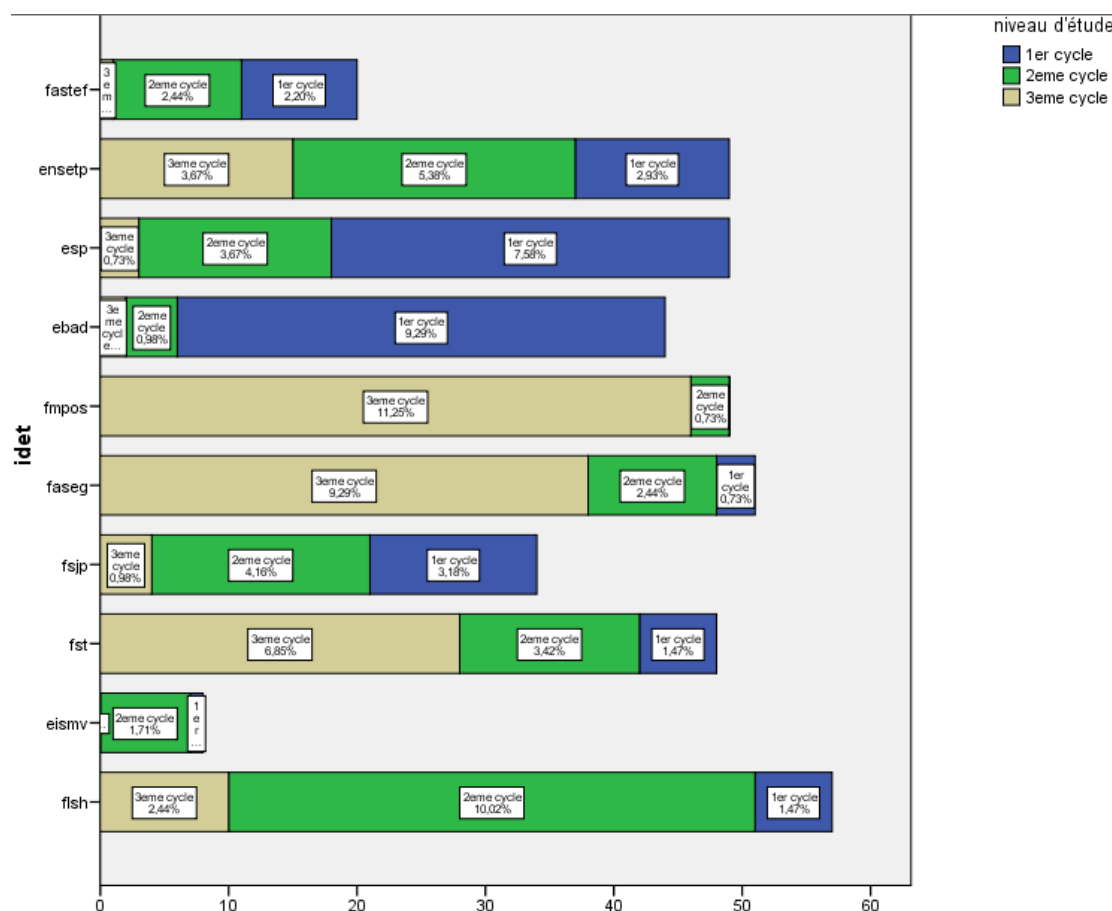 niveau d'étude
1er cycle
2eme cycle
3eme cycle
idet
fastef
3
e
m
...
2eme cycle
2,44%
1er cycle
2,20%
ensetp
3eme cycle
3,67%
2eme cycle
5,38%
1er cycle
2,93%
esp
3eme
cycle
0,73%
2eme cycle
3,67%
1er cycle
7,58%
ebad
3e
me
cycl
e...
2eme
cycle
0,98%
1er cycle
9,29%
fmpos
3eme cycle
11,25%
2eme
cycle
0,73%
faseg
3eme cycle
9,29%
2eme cycle
2,44%
1er
cycle
0,73%
fsjp
3eme
cycle
0,98%
2eme cycle
4,16%
1er cycle
3,18%
fst
3eme cycle
6,85%
2eme cycle
3,42%
1er cycle
1,47%
eismv
..
2eme cycle
1,71%
1
e
r
...
flsh
3eme cycle
2,44%
2eme cycle
10,02%
1er cycle
1,47%
0 10 20 30 40 50 60